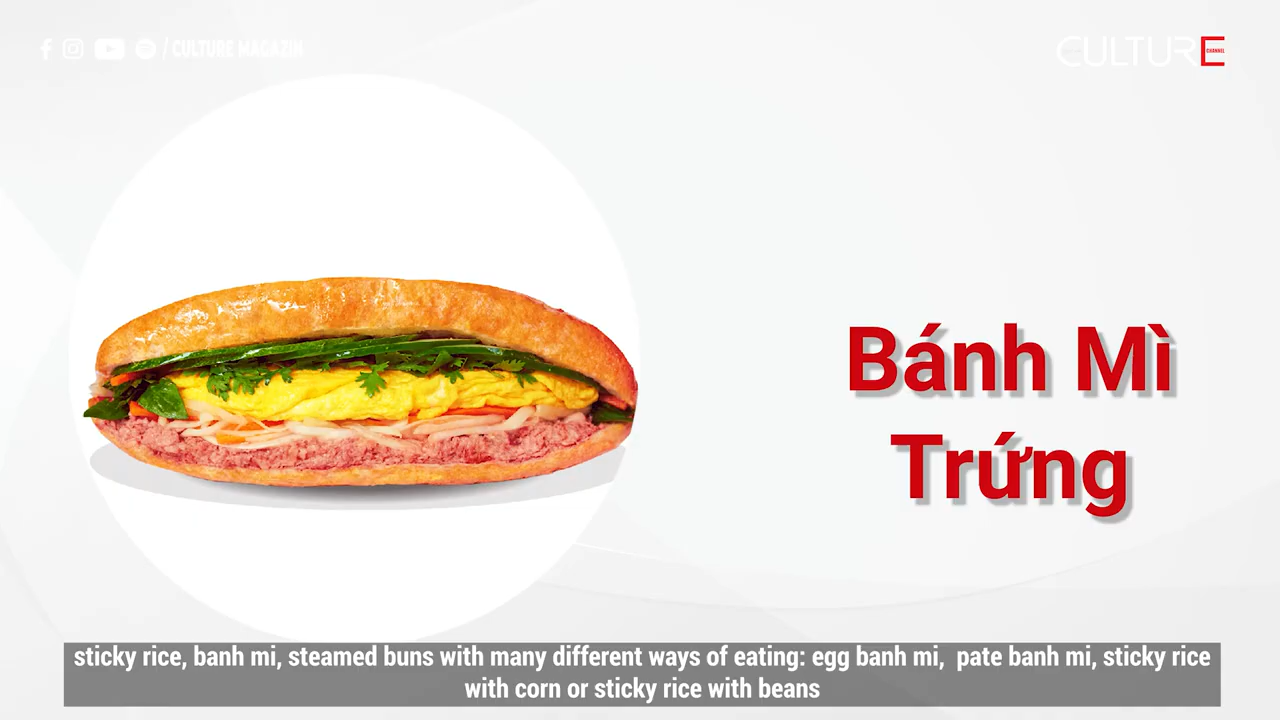 / CULTURE MAGAZIN
CULTURE
CHANNEL
Bánh Mì
Trứng
sticky rice, banh mi, steamed buns with many different ways of eating: egg banh mi,  pate banh mi, sticky rice
with corn or sticky rice with beans